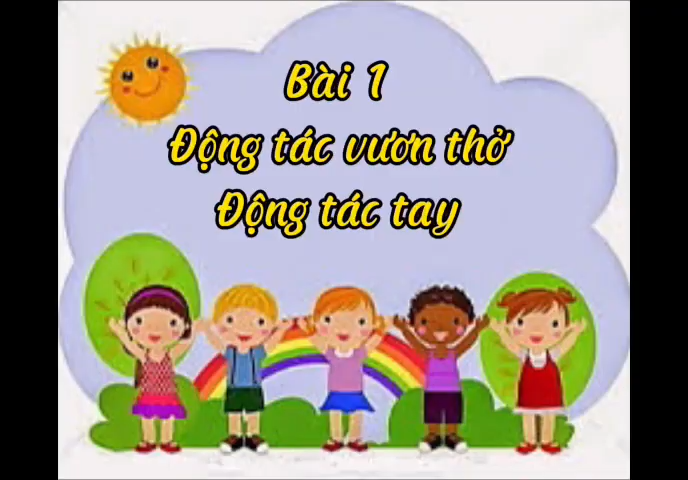 Bài 1
Động tác vươn thở
Động tác tay